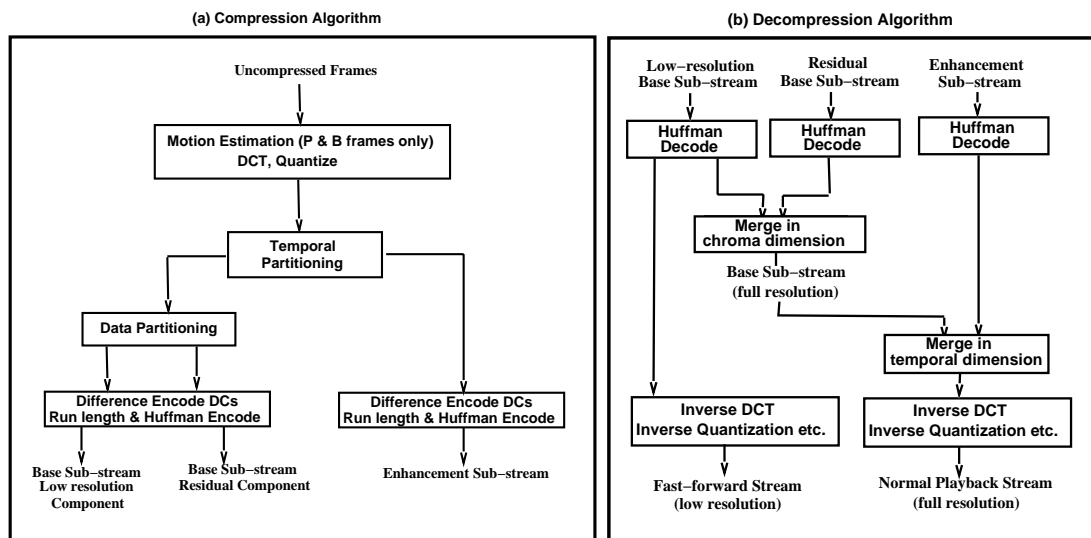 (a) Compression Algorithm
Uncompressed Frames
Motion Estimation (P & B frames only)
DCT, Quantize
Temporal
Partitioning
Data Partitioning
Difference Encode DCs
Run length & Huffman Encode
Difference Encode DCs
Run length & Huffman Encode
Base Sub−stream
Low resolution
Component
Base Sub−stream
Residual Component
Enhancement Sub−stream
(b) Decompression Algorithm
Low−resolution
Base Sub−stream
Residual
Base Sub−stream
Enhancement
Sub−stream
Huffman
Decode
Huffman
Decode
Huffman
Decode
Merge in
chroma dimension
Base Sub−stream
(full resolution)
Merge in
temporal dimension
Inverse DCT
Inverse Quantization etc.
Inverse DCT
Inverse Quantization etc.
Fast−forward Stream
(low resolution)
Normal Playback Stream
(full resolution)